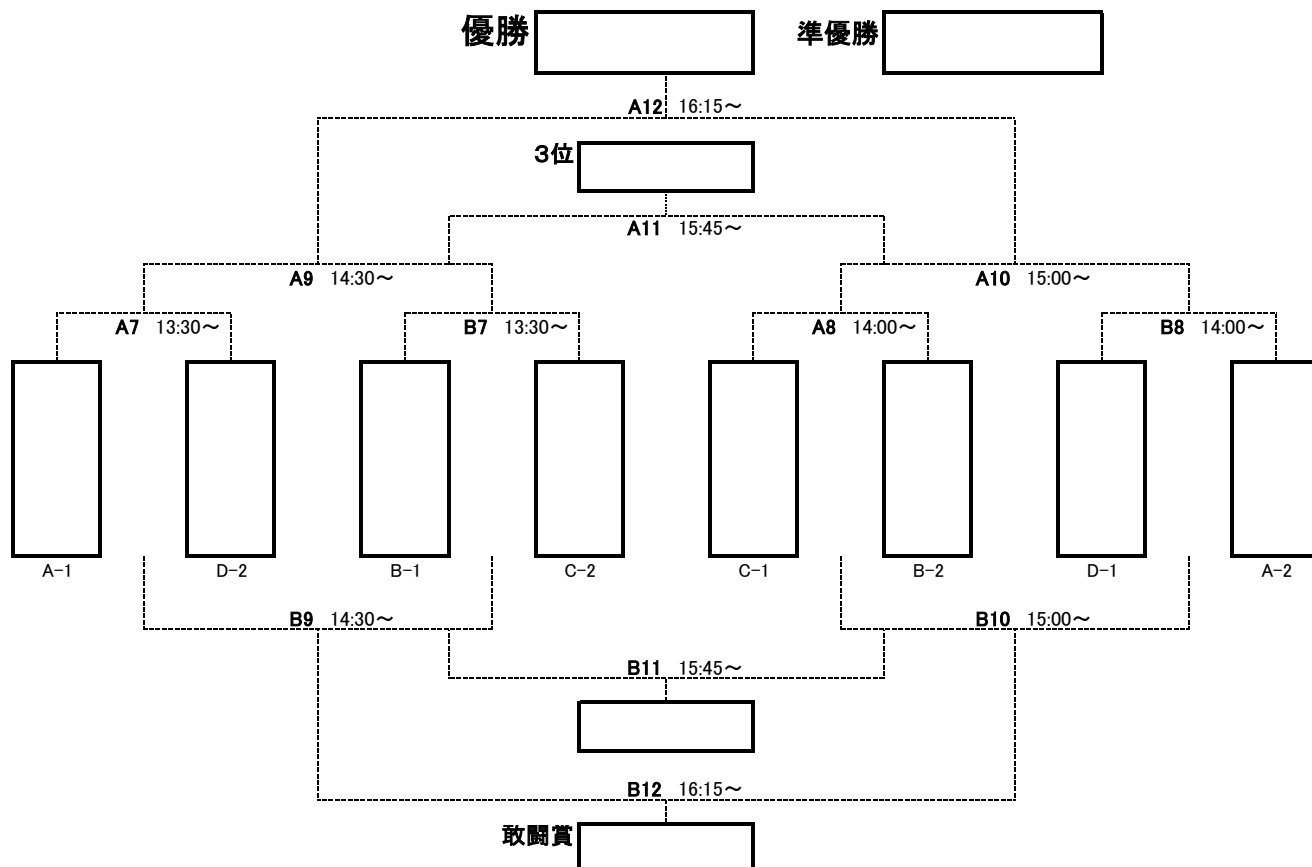 優勝 準優勝
A12 16:15～
3位
A11 15:45～
A9 14:30～ A10 15:00～
A7 13:30～ B7 13:30～ A8 14:00～ B8 14:00～
A-1 D-2 B-1 C-2 C-1 B-2 D-1 A-2
B9 14:30～ B10 15:00～
B11 15:45～
B12 16:15～
敢闘賞